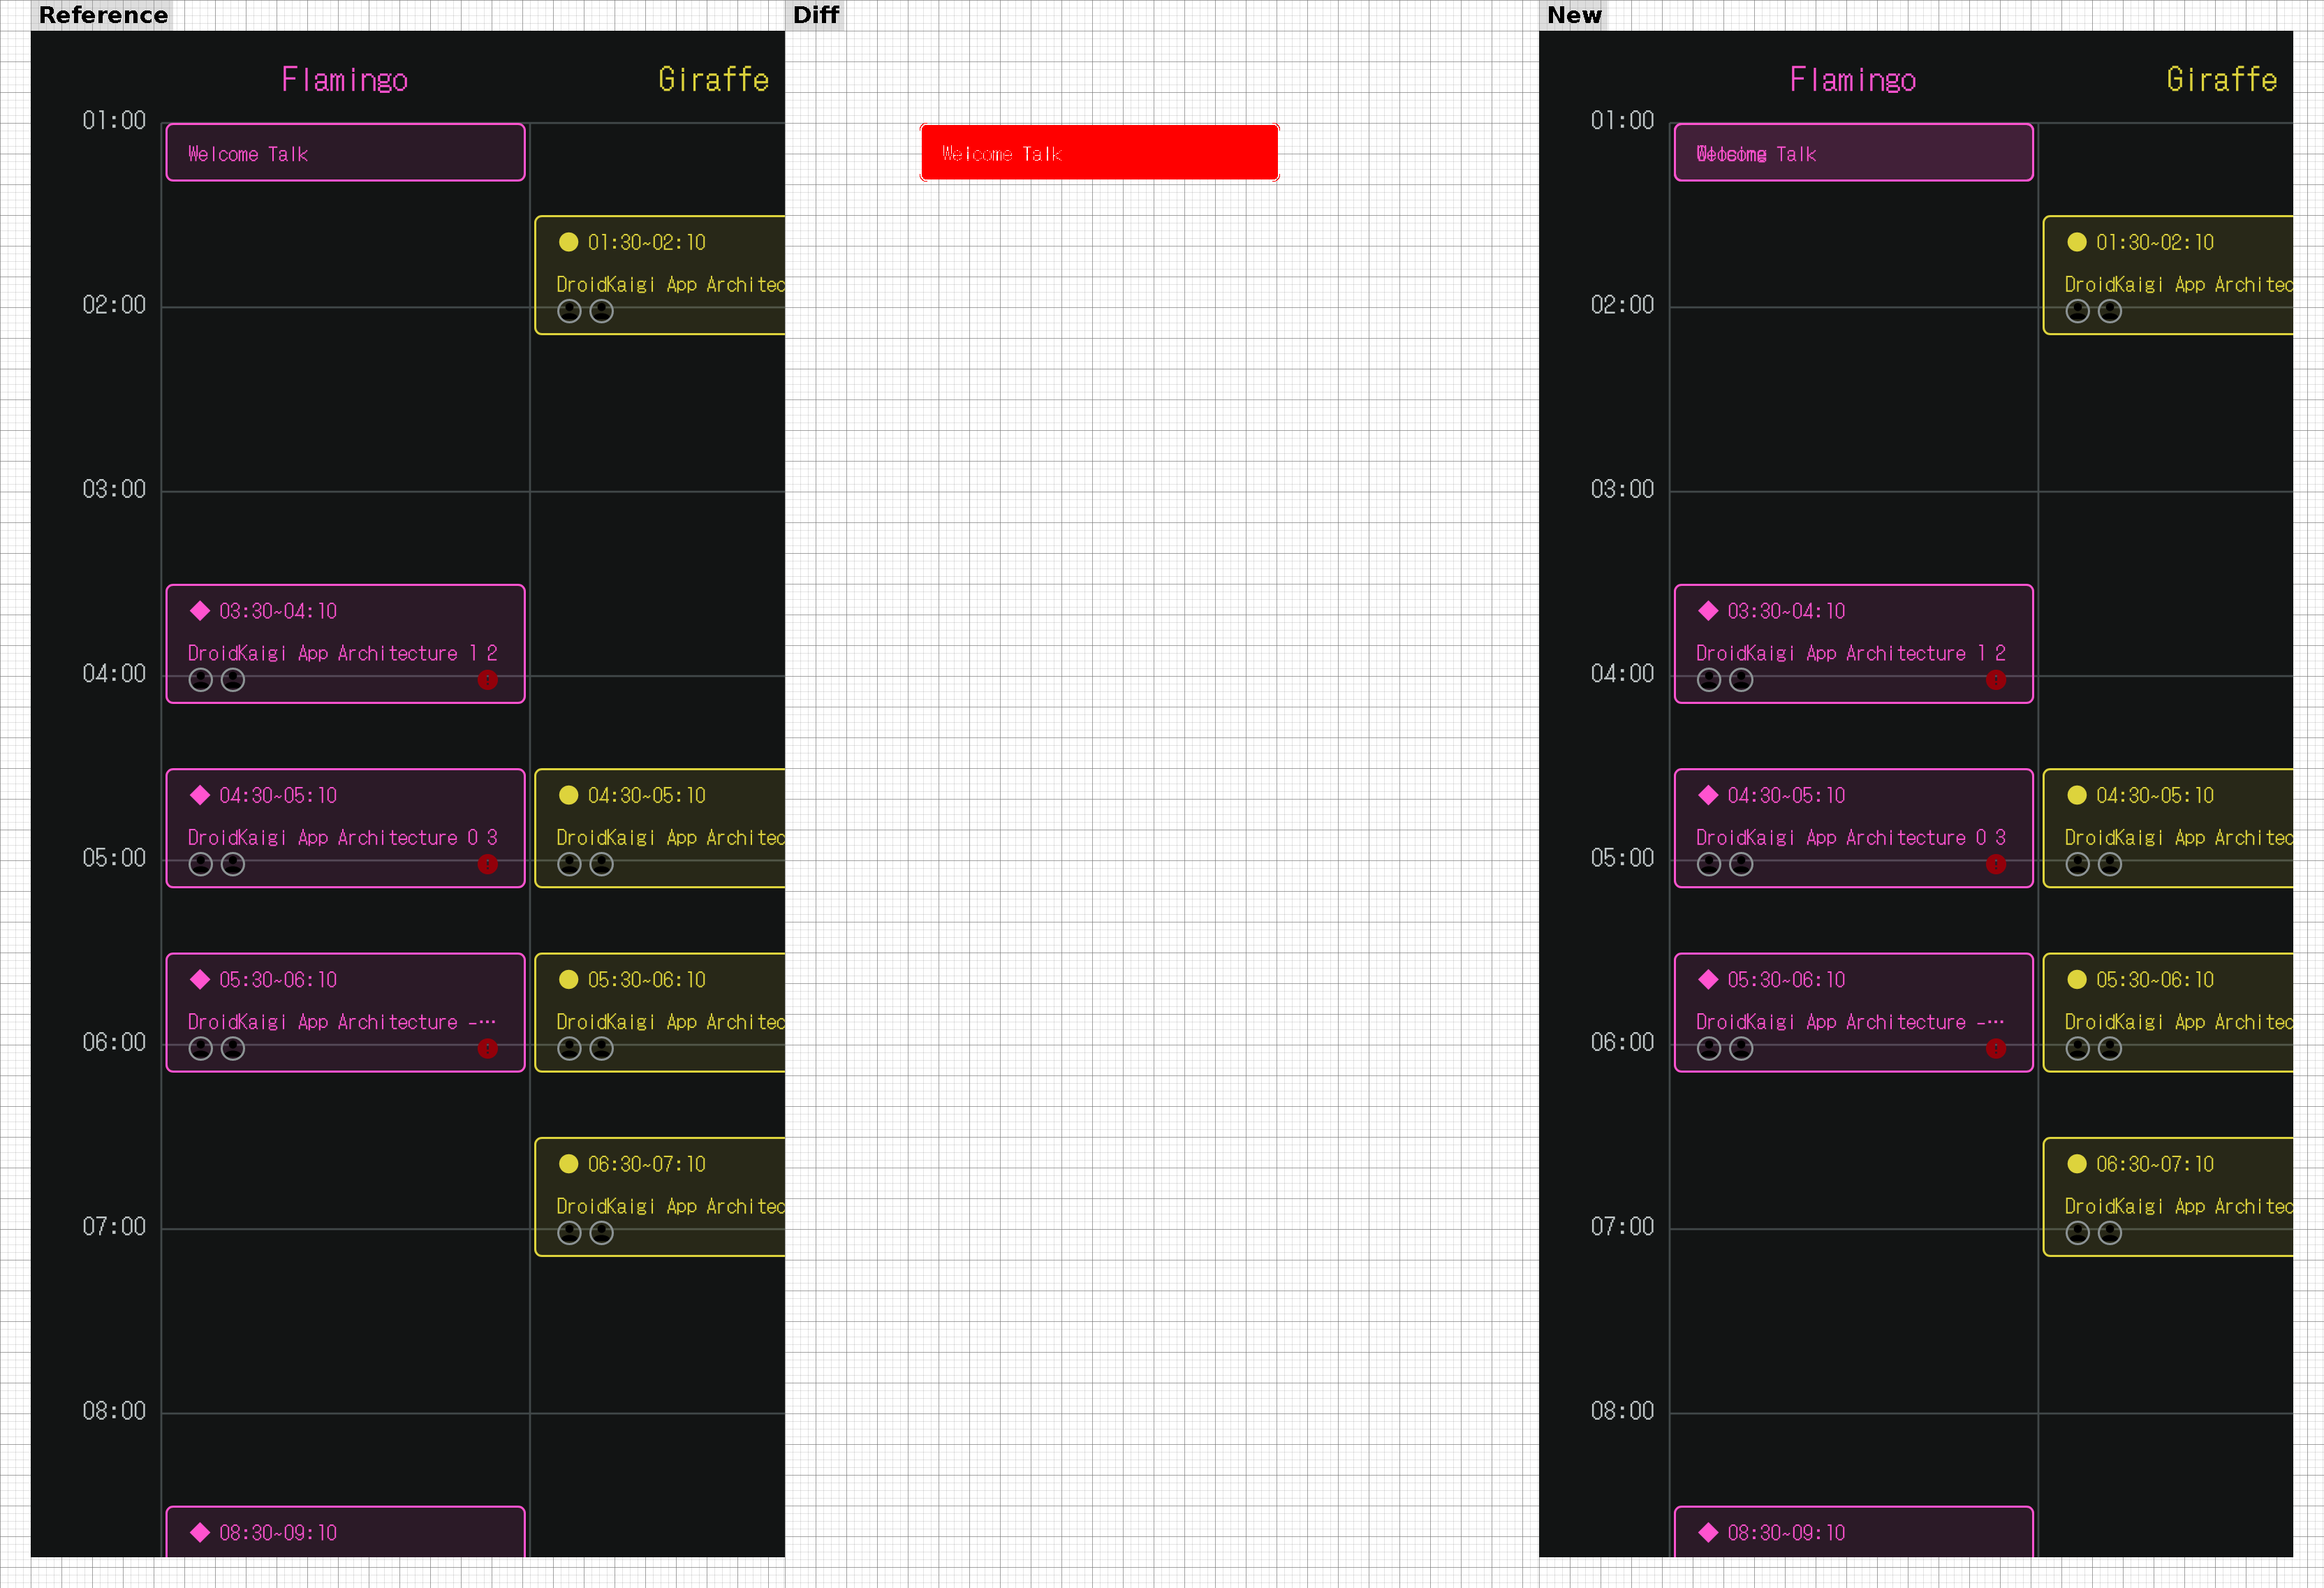 Reference
Flamingo
Giraffe
01:00
Welcome Talk
01:30~02:10
DroidKaigi App Architec
02:00
03:00
03:30~04:10
DroidKaigi App Architecture 1 2
04:00
04:30~05:10
04:30~05:10
DroidKaigi App Architecture 0 3
DroidKaigi App Architec
05:00
05:30~06:10
05:30~06:10
DroidKaigi App Architecture -…
DroidKaigi App Architec
06:00
06:30~07:10
DroidKaigi App Architec
07:00
08:00
08:30~09:10
Diff
Welcome Talk
New
Flamingo
Giraffe
01:00
Talk
01:30~02:10
DroidKaigi App Architec
02:00
03:00
03:30~04:10
DroidKaigi App Architecture 1 2
04:00
04:30~05:10
04:30~05:10
DroidKaigi App Architecture 0 3
DroidKaigi App Architec
05:00
05:30~06:10
05:30~06:10
DroidKaigi App Architecture -…
DroidKaigi App Architec
06:00
06:30~07:10
DroidKaigi App Architec
07:00
08:00
08:30~09:10